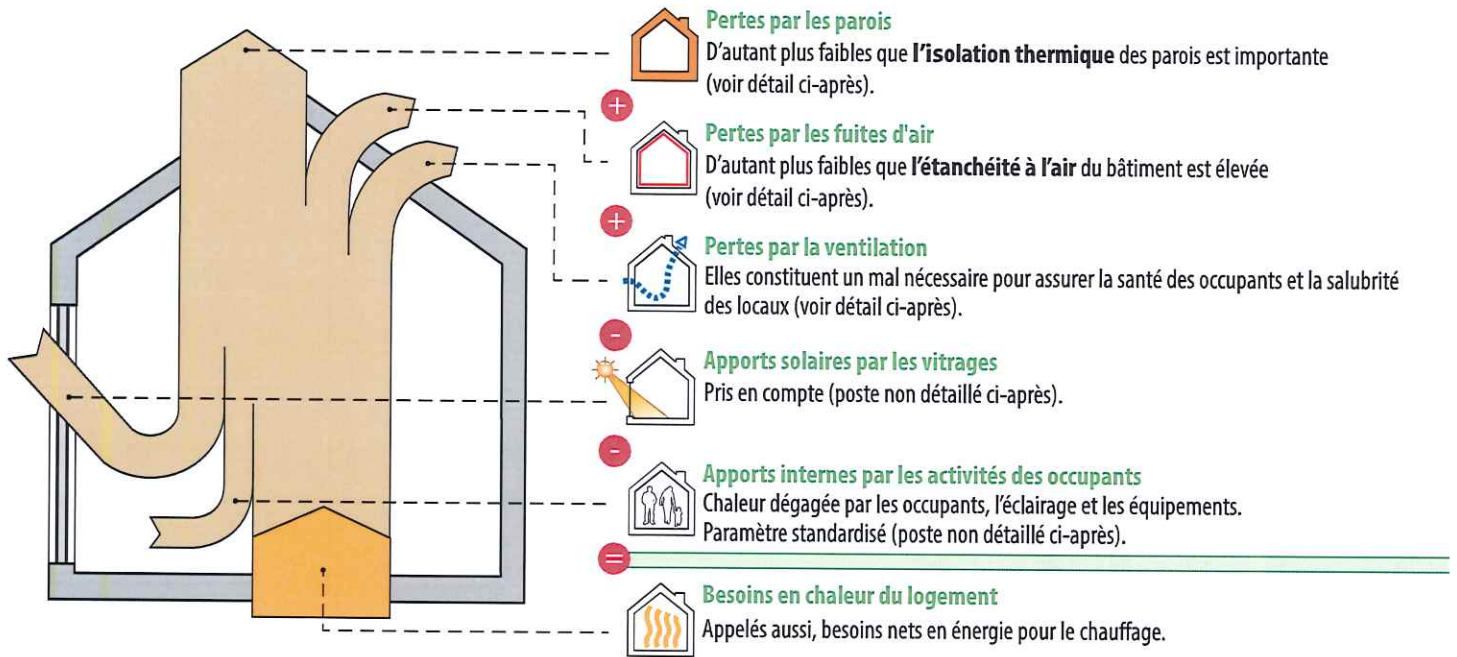 Pertes par les parois
D'autant plus faibles que l'isolation thermique des parois est importante
(voir détail ci-après).
+
Pertes par les fuites d'air
D'autant plus faibles que l'étanchéité à l'air du bâtiment est élevée
(voir détail ci-après).
+
Pertes par la ventilation
Elles constituent un mal nécessaire pour assurer la santé des occupants et la salubrité
des locaux (voir détail ci-après).
-
Apports solaires par les vitrages
Pris en compte (poste non détaillé ci-après).
-
Apports internes par les activités des occupants
Chaleur dégagée par les occupants, l'éclairage et les équipements.
Paramètre standardisé (poste non détaillé ci-après).
=
Besoins en chaleur du logement
Appelés aussi, besoins nets en énergie pour le chauffage.